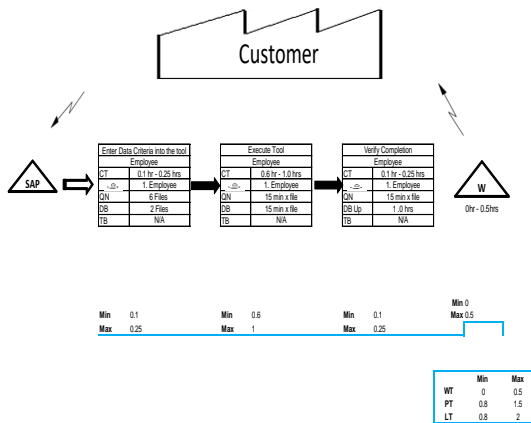 Customer
SAP
Enter Data Criteria into the tool
Employee
CT 0.1 hr - 0.25 hrs
1. Employee
QN 6 Files
DB 2 Files
TB N/A
Execute Tool
Employee
CT 0.6 hr - 1.0 hrs
1. Employee
QN 15 min x file
DB 15 min x file
TB N/A
Verify Completion
Employee
CT 0.1 hr - 0.25 hrs
1. Employee
QN 15 min x file
DB Up 1 .0 hrs
TB N/A
W
0hr - 0.5hrs
Min 0.1 0.6 Min 0.1 Min 0
Max 0.25 Max 1 Max 0.25 Max 0.5
Min Max
WT 0 0.5
PT 0.8 1.5
LT 0.8 2